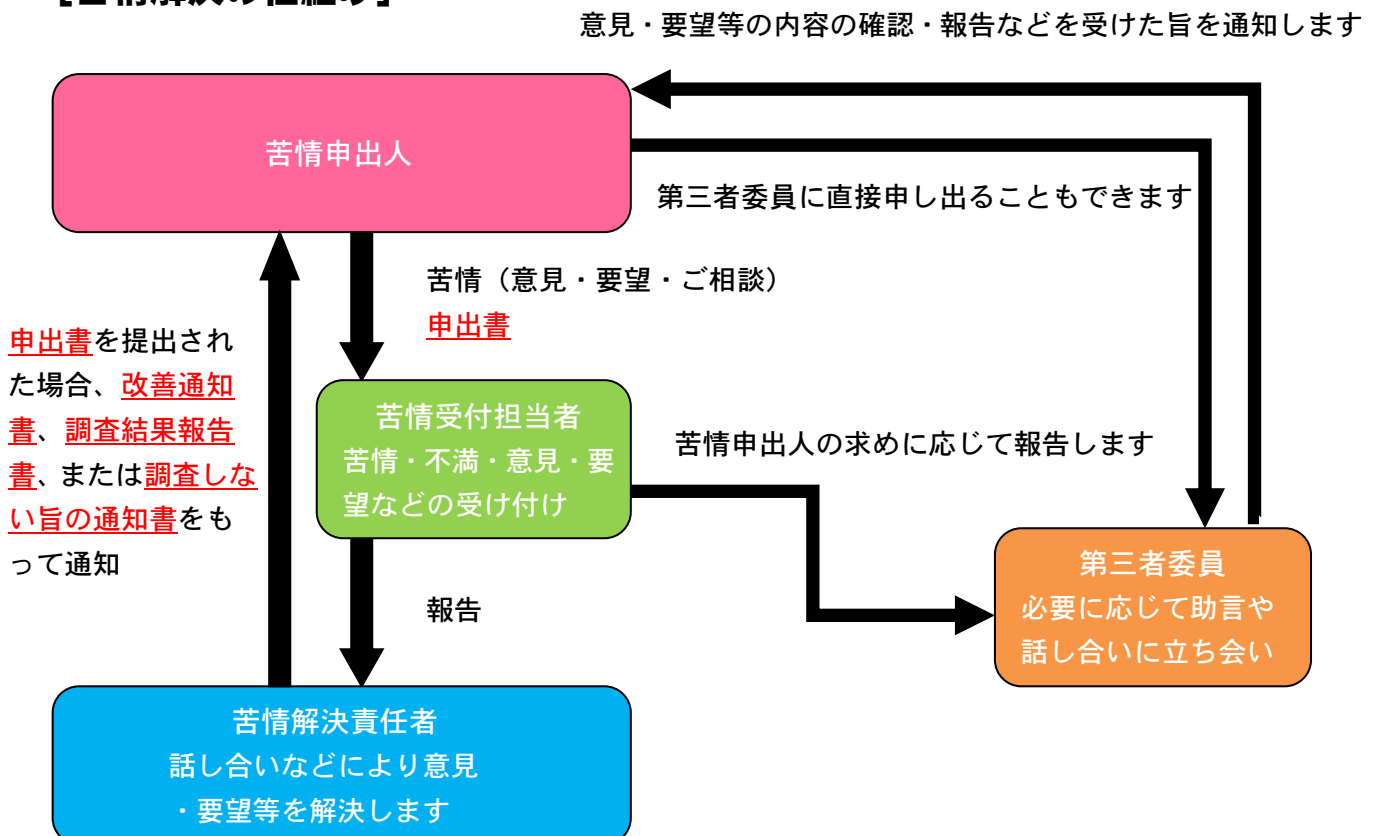 ［苦情解決の仕組み］
意見・要望等の内容の確認・報告などを受けた旨を通知します
苦情申出人
第三者委員に直接申し出ることもできます
苦情（意見・要望・ご相談）
申出書
申出書を提出され
た場合、改善通知
書、調査結果報告
書、または調査しな
い旨の通知書をも
って通知
苦情受付担当者
苦情・不満・意見・要
望などの受け付け
苦情申出人の求めに応じて報告します
第三者委員
必要に応じて助言や
話し合いに立ち会い
報告
苦情解決責任者
話し合いなどにより意見
・要望等を解決します